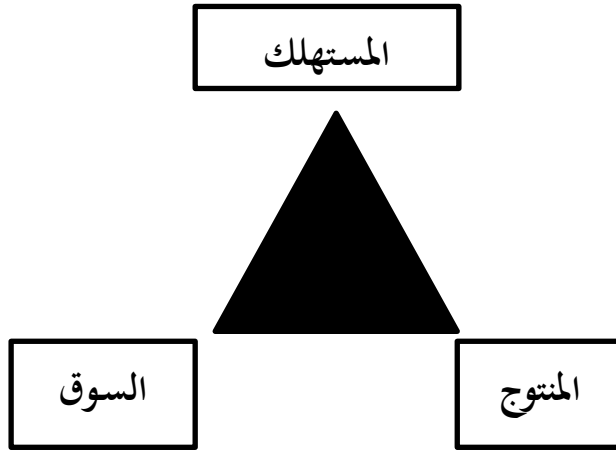 المستهلك
المنتوج
السوق